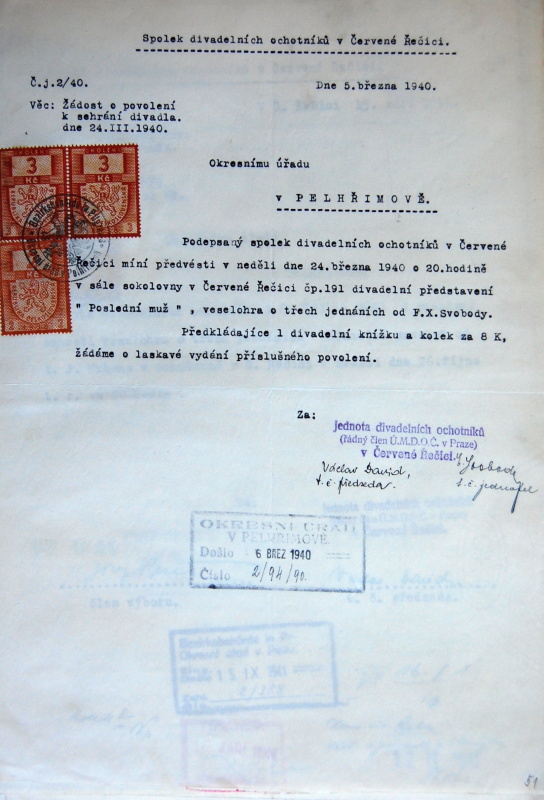 Spolek divadelních ochotníků v Červené Řečici.
Č.j.2/40.
Dne 5.března 1940.
Věc: Žádost o povolení
k sehrání divadla.
dne 24.III.1940.
3 3
Kč Kč
Okresnímu úřadu
v PELHŘIMOVĚ.
Podepsaný spolek divadelních ochotníků v Červené
Řečici míní předvésti v neděli dne 24.března 1940 o 20.hodině
v sále sokolovny v Červené Řečici čp.191 divadelní představení
" Poslední muž " , veselohra o třech jednáních od F.X.Svobody.
Předkládajíce 1 divadelní knížku a kolek za 8 K,
žádáme o laskavé vydání příslušného povolení.
Za:
Jednota divadelních ochotníků
(řádný člen Ú.M.D.O.Č. v Praze)
v Červené Řečici.
Václav David, Svoboda
t.č. předseda. t.č. jednatel
OKRESNÍ ÚŘAD
V PELHŘIMOVĚ.
Došlo 6 BŘEZ 1940
Číslo 2/94/90.
51